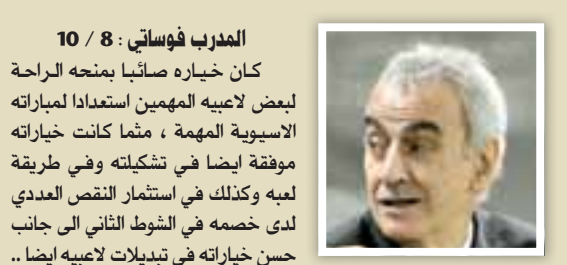 المدرب فوساتي : 8 / 10
كان خياره صائبا بمنحه الراحة
لبعض لاعبيه المهمين استعدادا لمباراته
الاسيوية المهمة ، مثما كانت خياراته
موفقة ايضا في تشكيلته وفي طريقة
لعبه وكذلك في استثمار النقص العددي
لدى خصمه في الشوط الثاني الى جانب
حسن خياراته في تبديلات لاعبيه ايضا ..